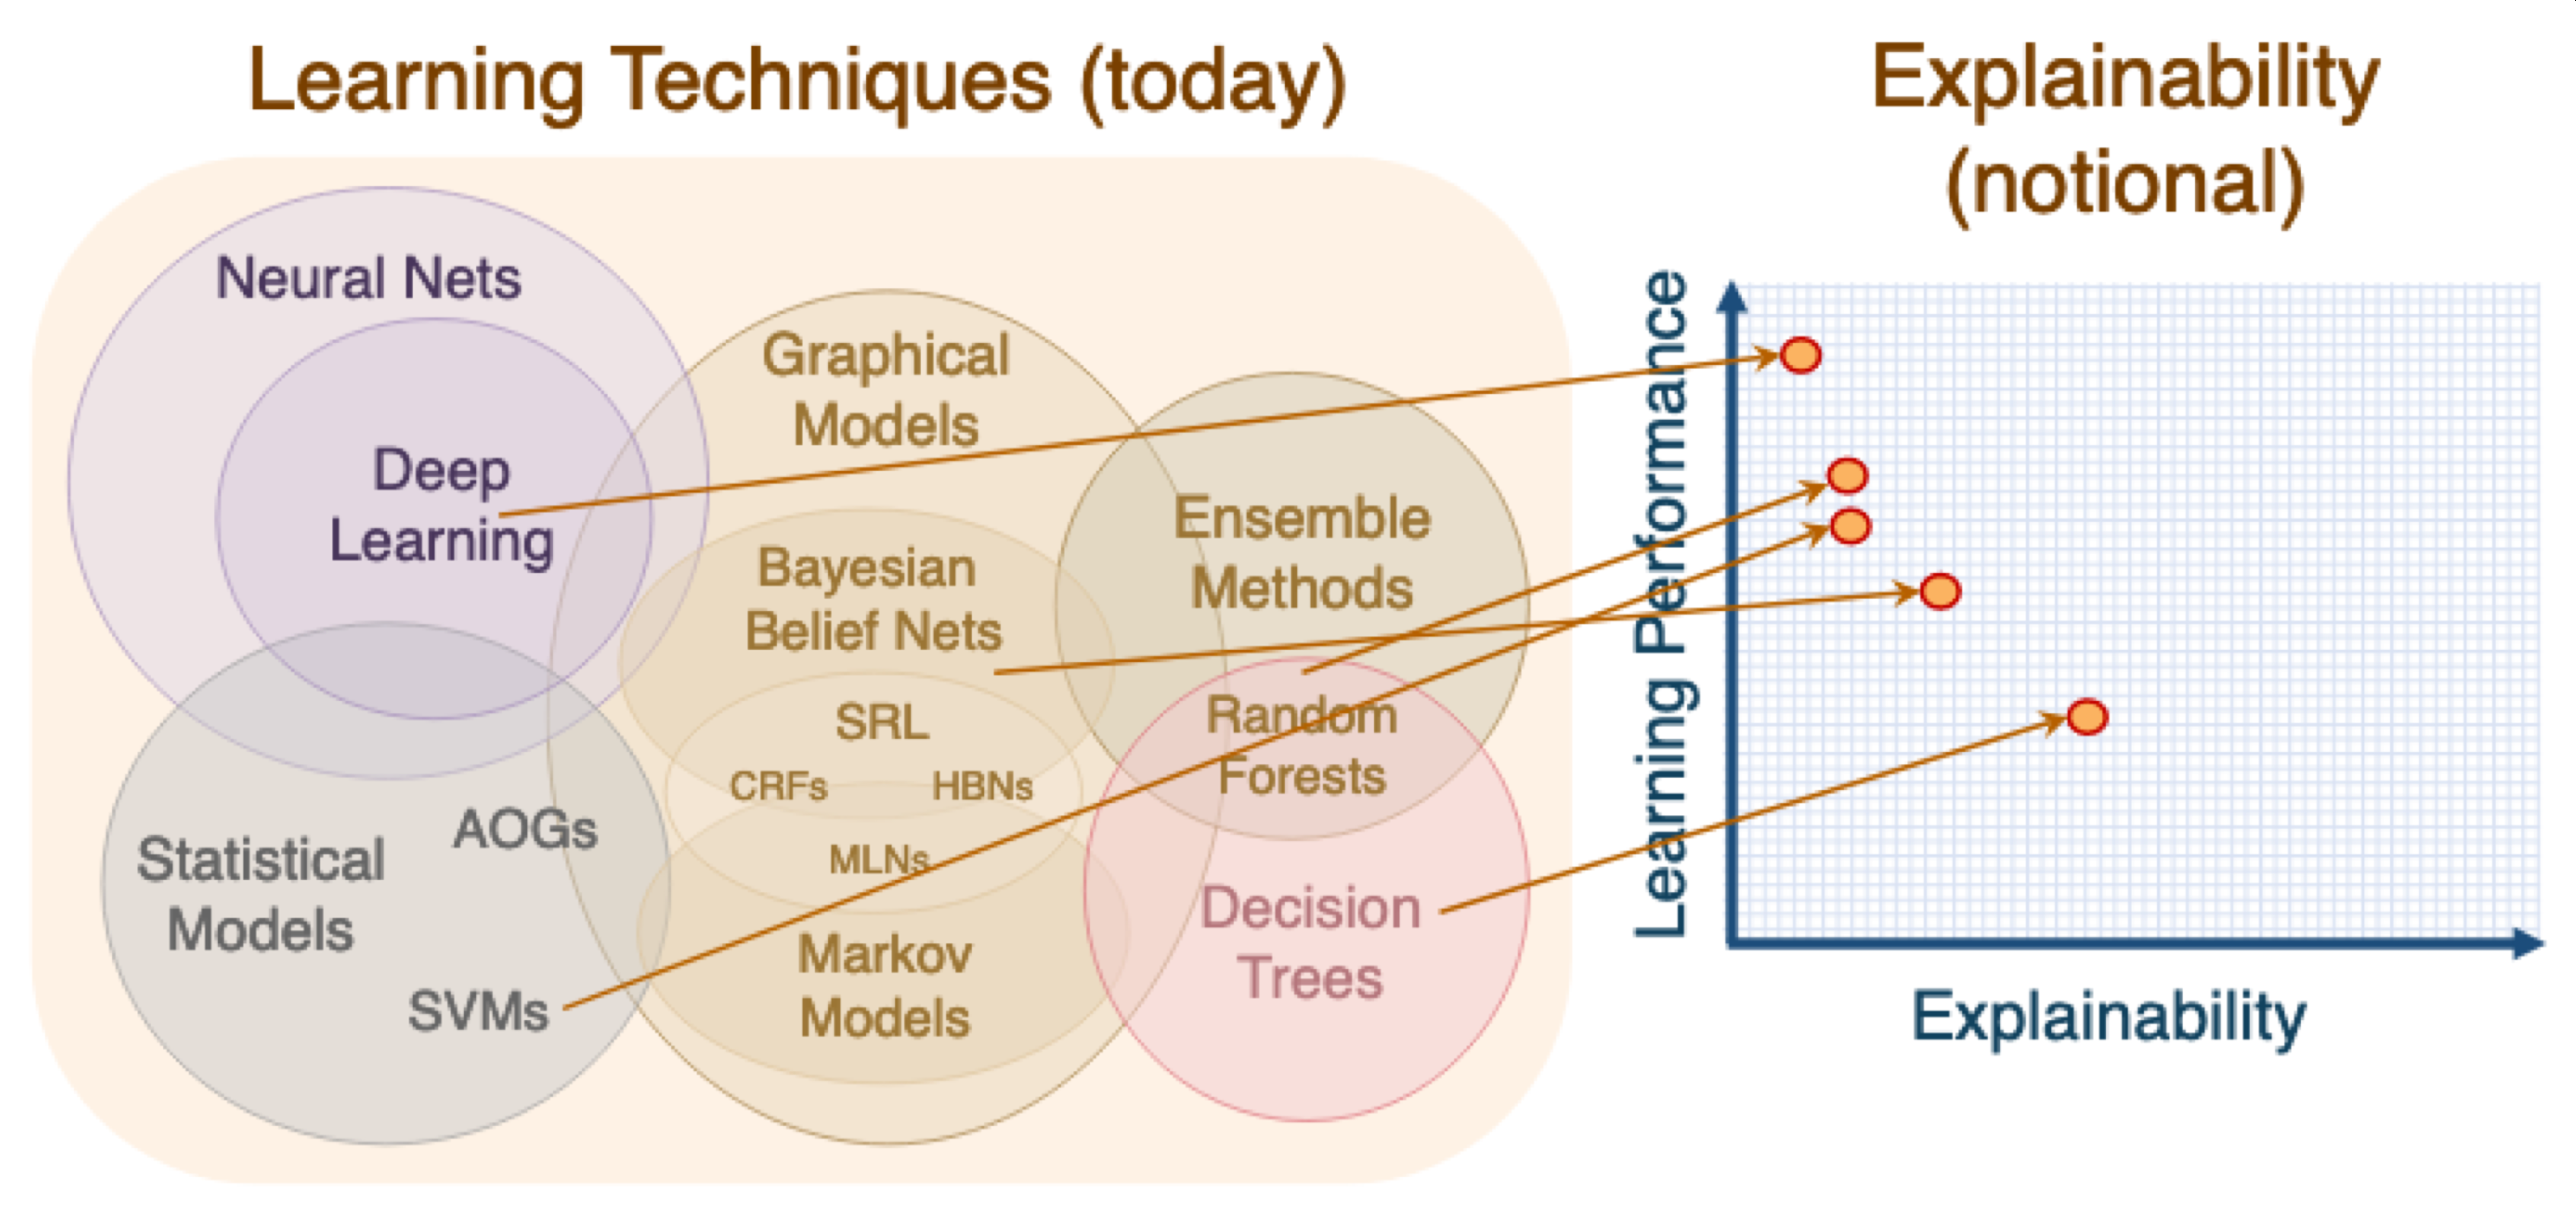 Learning Techniques (today)
Neural Nets
Deep
Learning
Graphical
Models
Bayesian
Belief Nets
SRL
CRFs
HBNs
MLNs
Markov
Models
Ensemble
Methods
Random
Forests
Decision
Trees
Statistical
Models
AOGs
SVMs
Explainability
(notional)
Learning Performance
Explainability